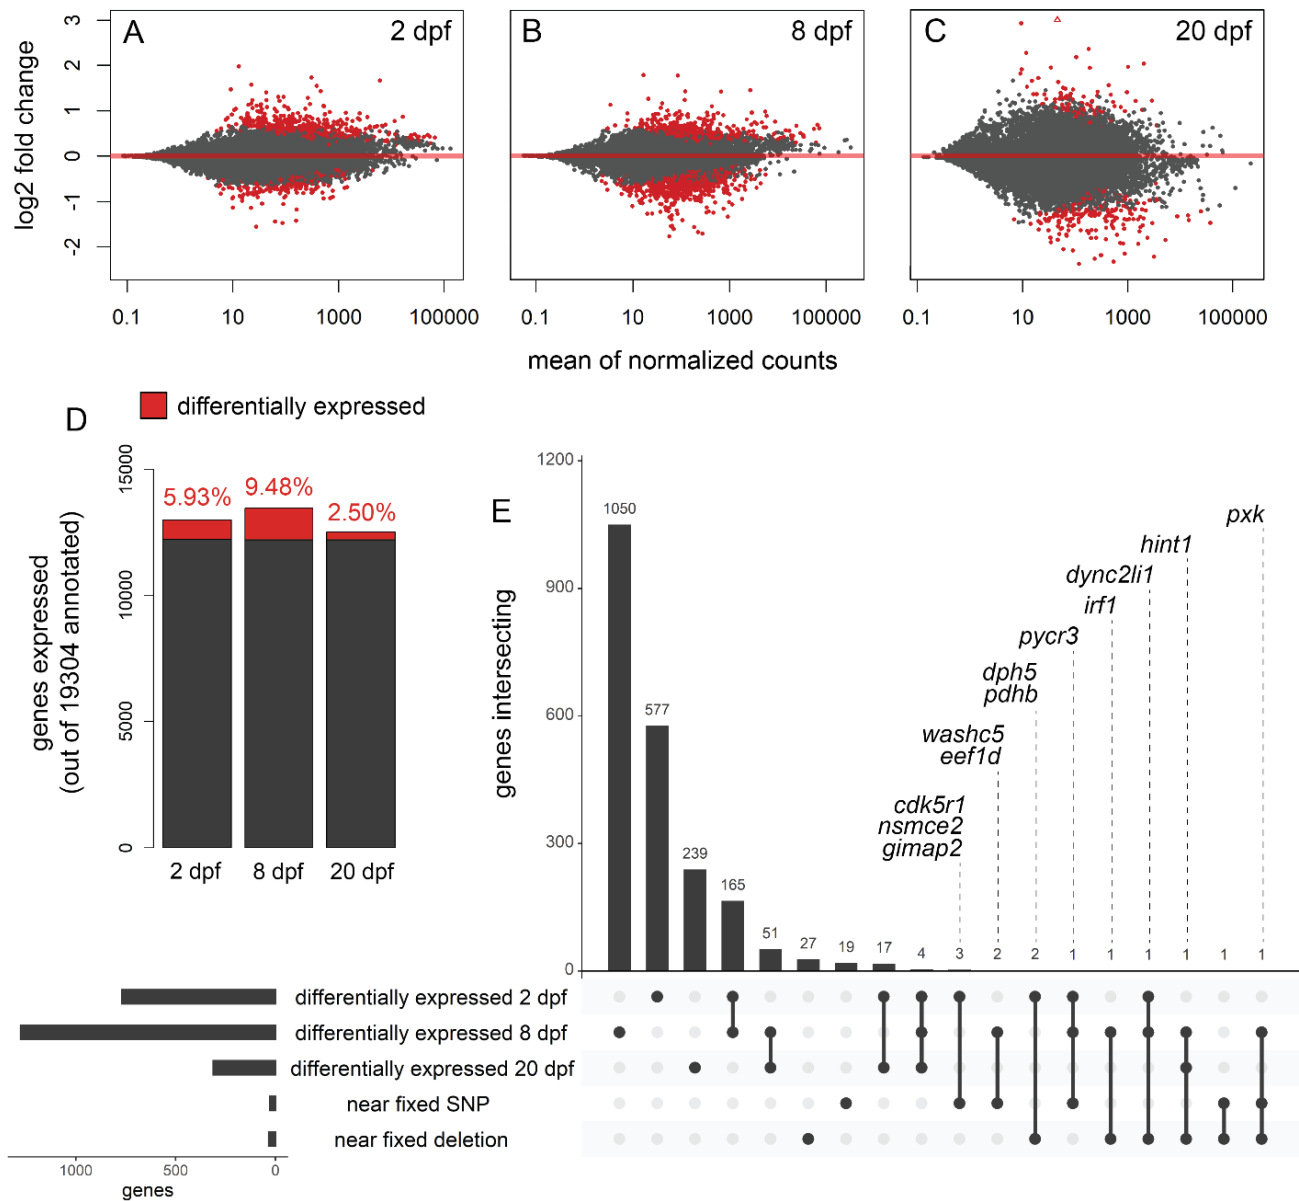 A
2 dpf
B
8 dpf
C
20 dpf
log2 fold change
3
2
1
0
-1
-2
0.1
10
1000
100000
0.1
10
1000
100000
0.1
10
1000
100000
mean of normalized counts
D
differentially expressed
genes expressed
(out of 19304 annotated)
15000
10000
5000
0
5.93%
9.48%
2.50%
2 dpf
8 dpf
20 dpf
E
genes intersecting
1200
900
600
300
0
1050
577
239
165
51
27
19
17
4
3
2
2
1
1
1
1
1
1
pxk
hint1
dync2li1
irf1
pycr3
dph5
pdhb
washc5
eef1d
cdk5r1
nsmce2
gimap2
differentially expressed 2 dpf
differentially expressed 8 dpf
differentially expressed 20 dpf
near fixed SNP
near fixed deletion
1000
500
0
genes